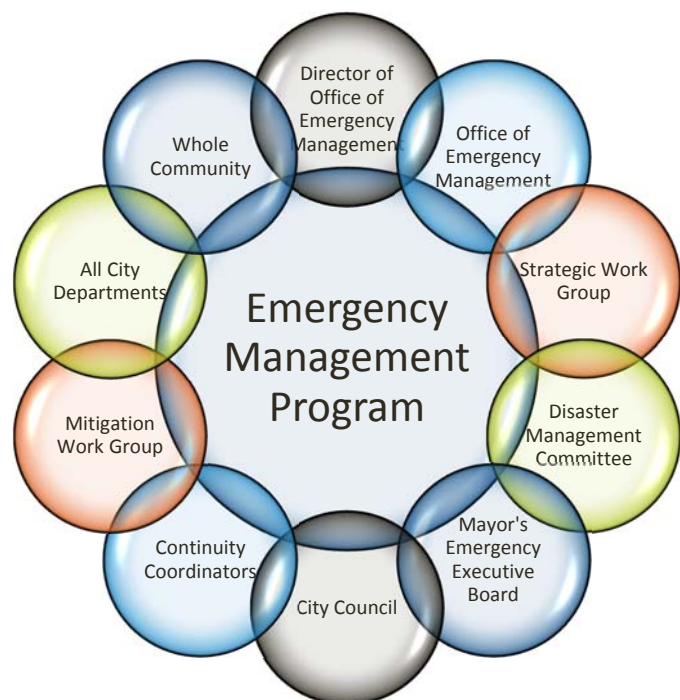 Director of
Office of
Emergency
Management
Office of
Emergency
Management
Strategic Work
Group
Disaster
Management
Committee
Mayor's
Emergency
Executive
Board
City Council
Continuity
Coordinators
Mitigation
Work Group
All City
Departments
Whole
Community
Emergency
Management
Program